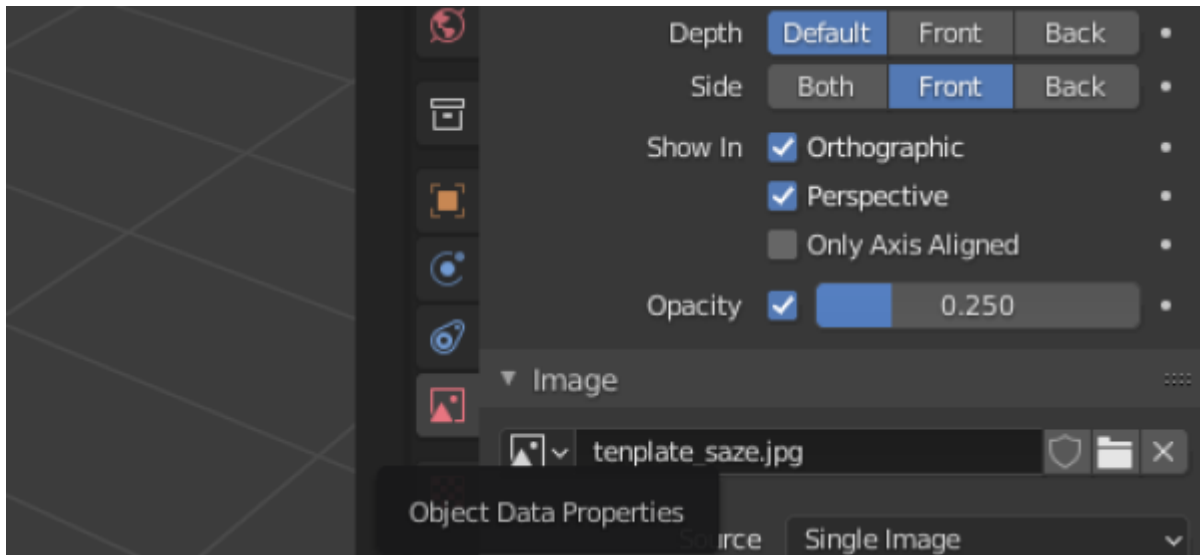 Depth Default Front Back
Side Both Front Back
Show In Orthographic
Perspective
Only Axis Aligned
Opacity 0.250
Image
tenplate_saze.jpg
Object Data Properties
Single Image